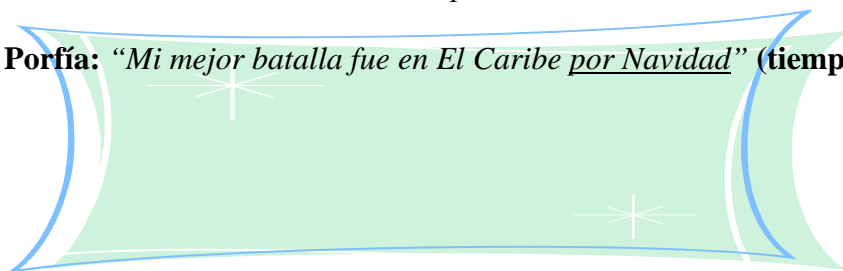 Porfía: “Mi mejor batalla fue en El Caribe por Navidad” (tiemp